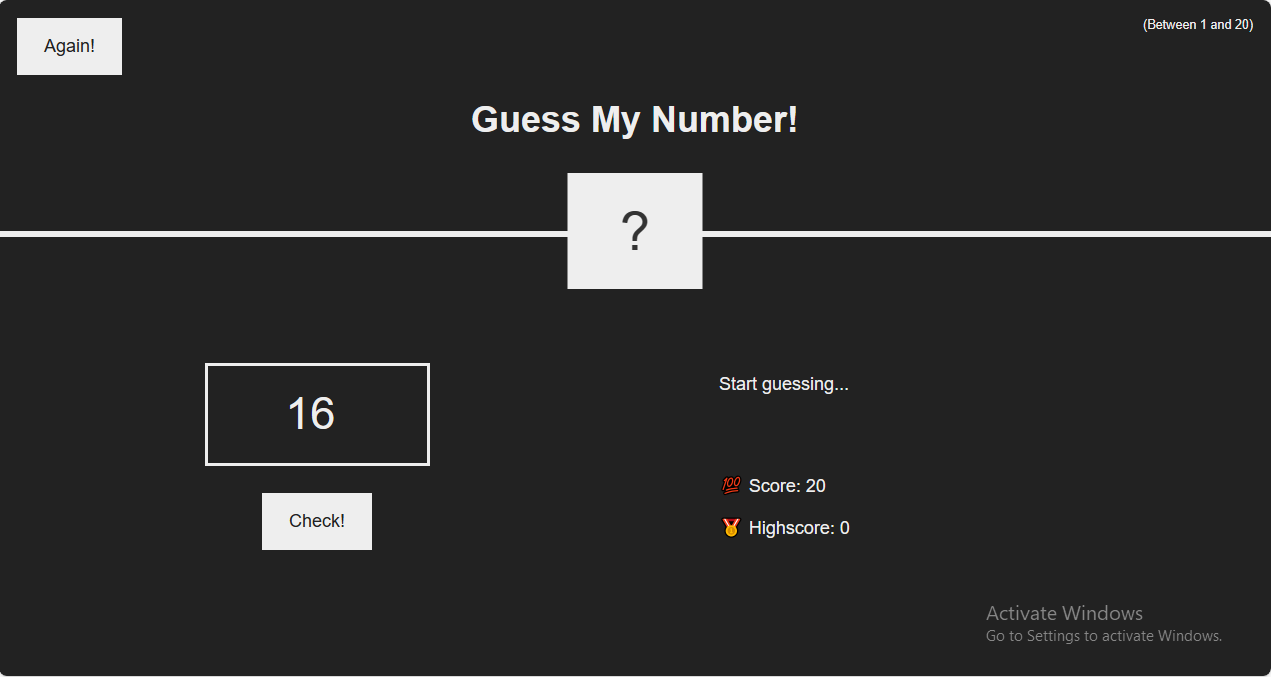 Again!
(Between 1 and 20)
Guess My Number!
?
16
Check!
Start guessing...
💯 Score: 20
🥇 Highscore: 0
Activate Windows
Go to Settings to activate Windows.